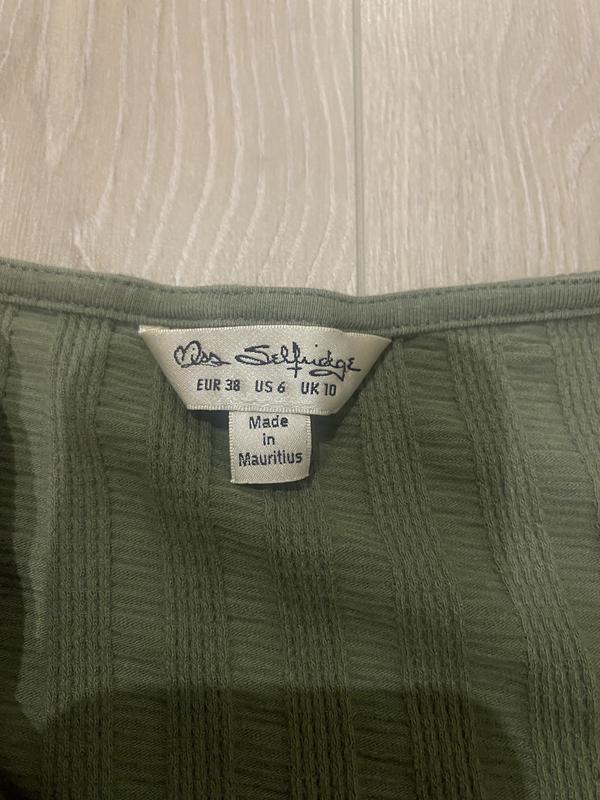 Miss Selfridge
EUR 38 US 6 UK 10
Made
in
Mauritius